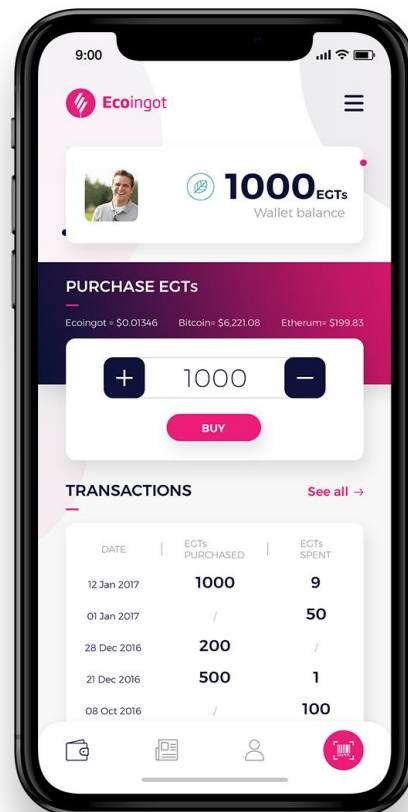 9:00
Ecoingot
1000EGTs
Wallet balance
PURCHASE EGTs
Ecoingot = $0.01346 Bitcoin= $6,221.08 Etherum= $199.83
+ 1000 −
BUY
TRANSACTIONS See all →
DATE | EGTs PURCHASED | EGTs SPENT
12 Jan 2017 1000 9
01 Jan 2017 / 50
28 Dec 2016 200 /
21 Dec 2016 500 1
08 Oct 2016 / 100